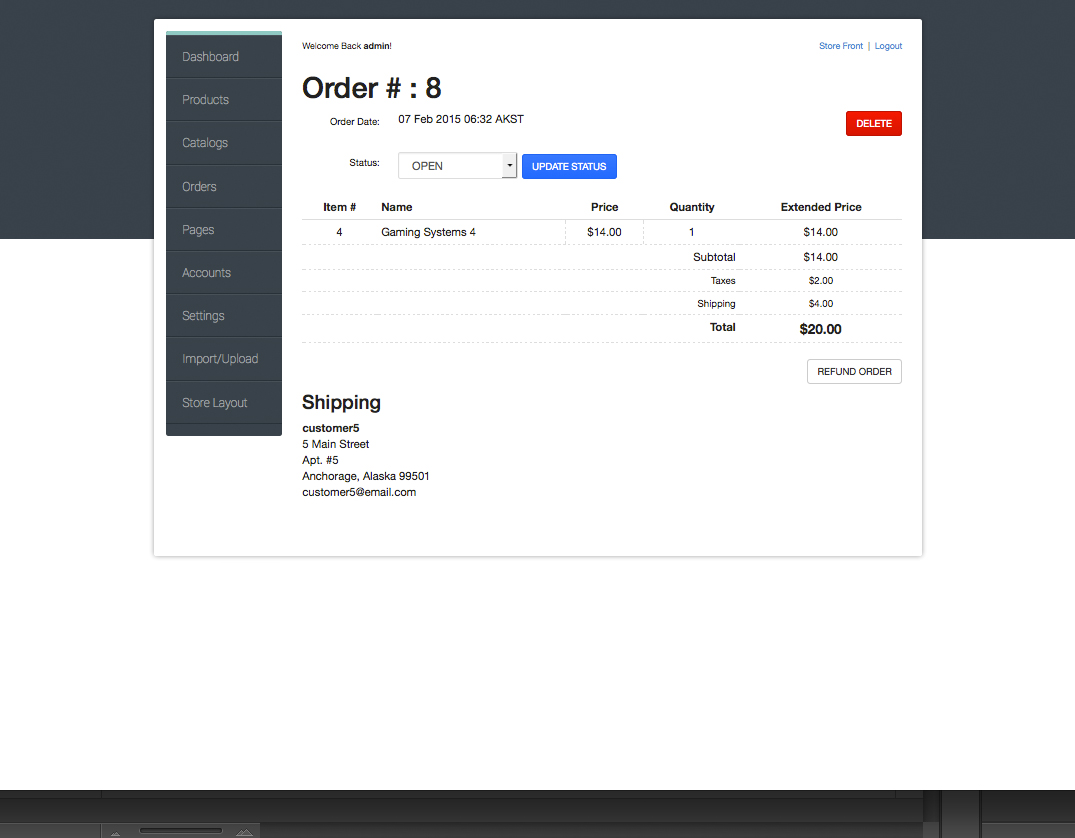 Welcome Back admin!
Store Front | Logout
Dashboard
Products
Catalogs
Orders
Pages
Accounts
Settings
Import/Upload
Store Layout
Order # : 8
Order Date: 07 Feb 2015 06:32 AKST
DELETE
Status: OPEN UPDATE STATUS
Item # Name Price Quantity Extended Price
4 Gaming Systems 4 $14.00 1 $14.00
Subtotal $14.00
Taxes $2.00
Shipping $4.00
Total $20.00
REFUND ORDER
Shipping
customer5
5 Main Street
Apt. #5
Anchorage, Alaska 99501
customer5@email.com